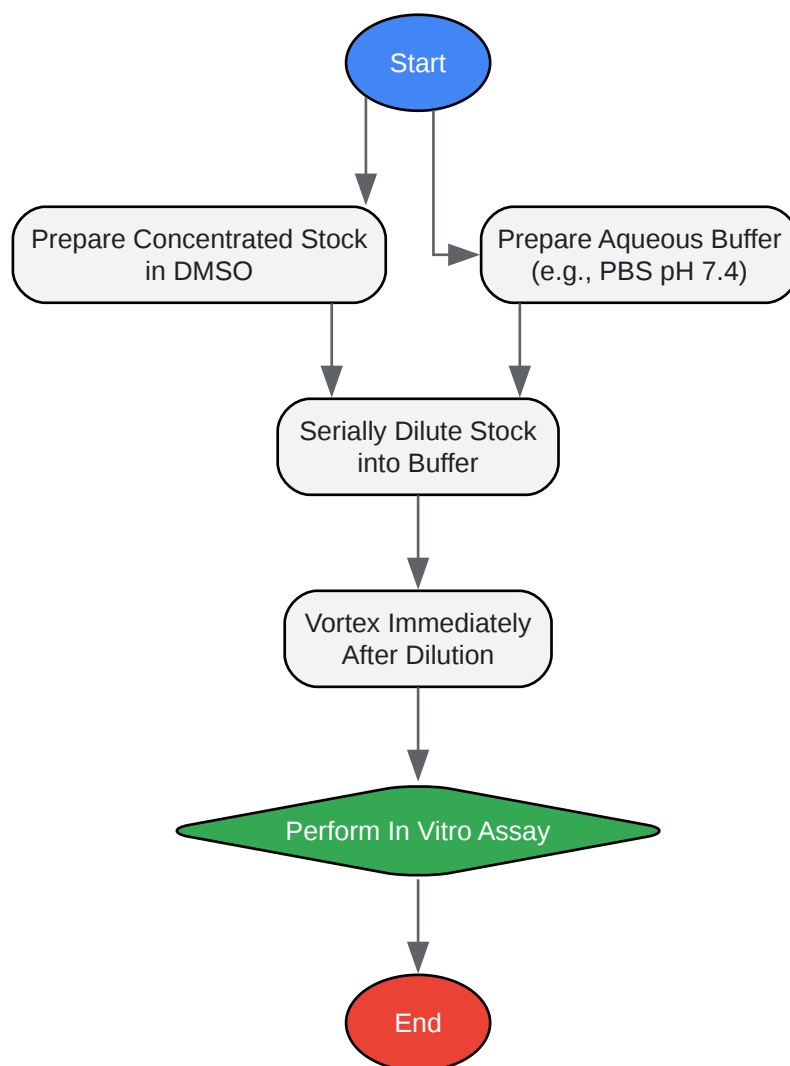 Start
Prepare Concentrated Stock
in DMSO
Prepare Aqueous Buffer
(e.g., PBS pH 7.4)
Serially Dilute Stock
into Buffer
Vortex Immediately
After Dilution
Perform In Vitro Assay
End